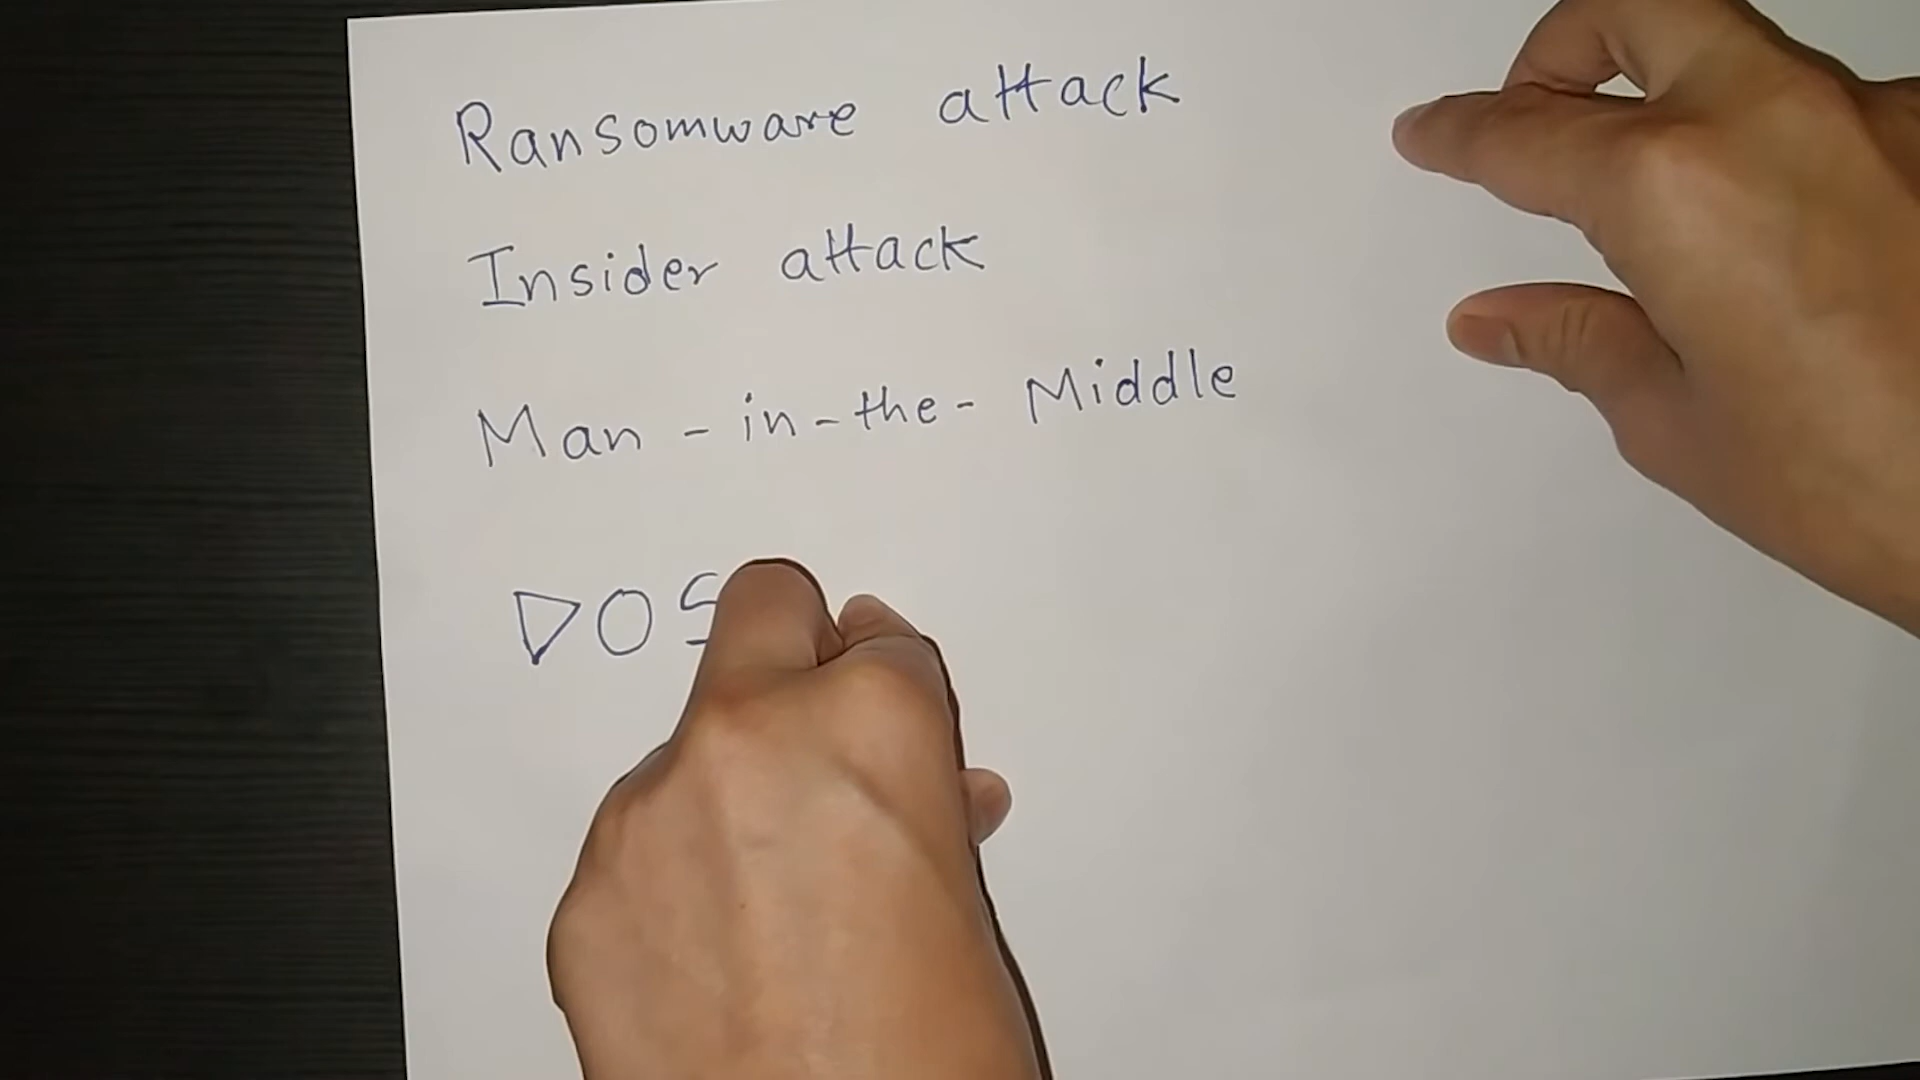 Ransomware attack
Insider attack
Man-in-the-Middle
DOS